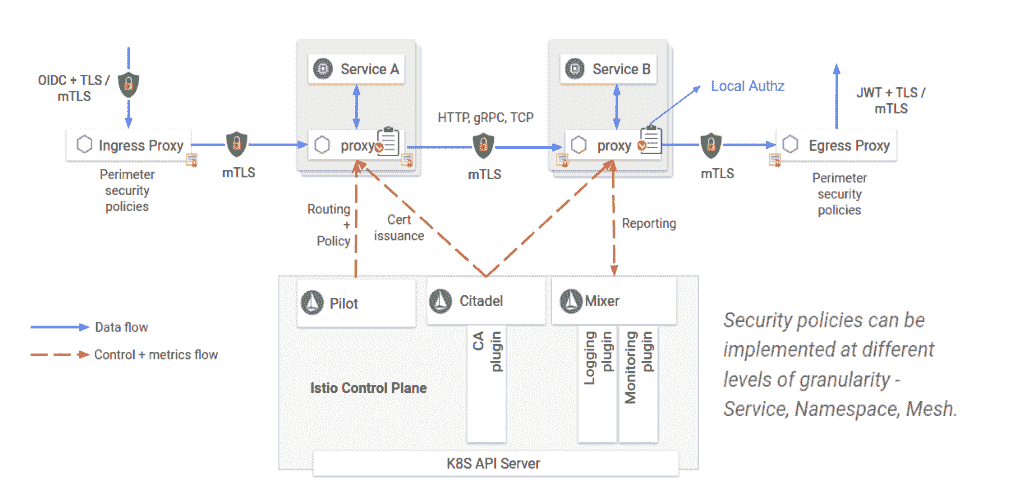 OIDC + TLS /
mTLS
Ingress Proxy
Perimeter
security
policies
mTLS
Service A
proxy
HTTP, gRPC, TCP
mTLS
Service B
proxy
Local Authz
mTLS
JWT + TLS /
mTLS
Egress Proxy
Perimeter
security
policies
Routing
+
Policy
Cert
issuance
Reporting
Pilot
Citadel
Mixer
CA
plugin
Logging
plugin
Monitoring
plugin
Istio Control Plane
K8S API Server
Data flow
Control + metrics flow
Security policies can be
implemented at different
levels of granularity -
Service, Namespace, Mesh.